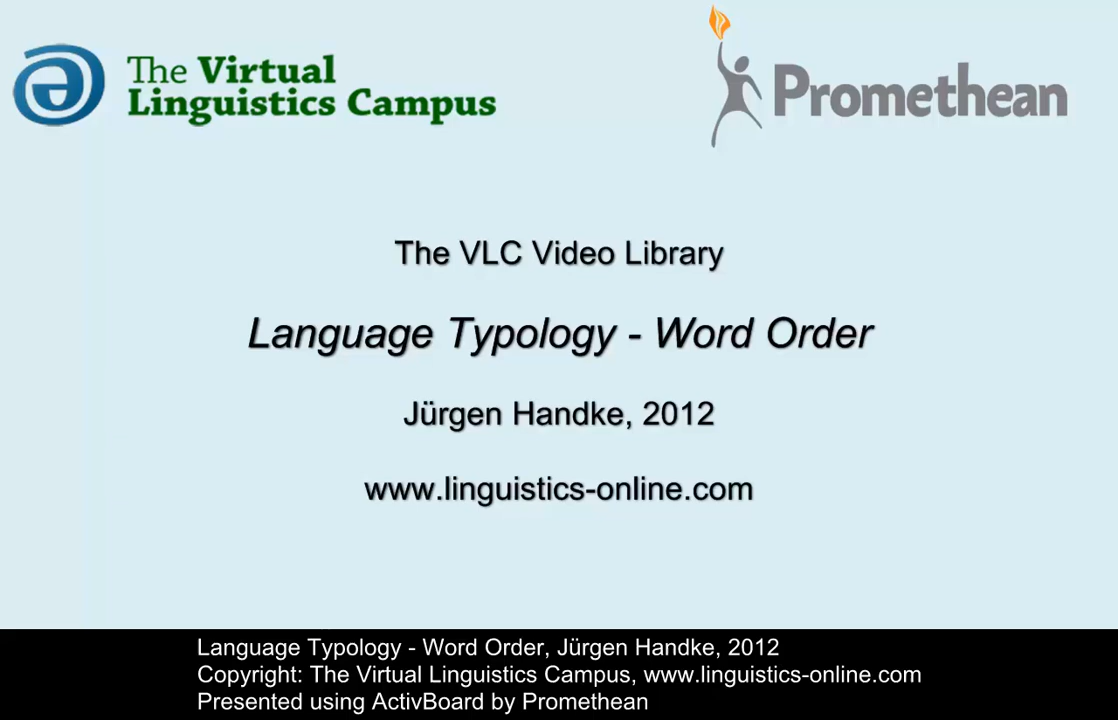 The Virtual
Linguistics Campus
Promethean
The VLC Video Library
Language Typology - Word Order
Jürgen Handke, 2012
www.linguistics-online.com
Language Typology - Word Order, Jürgen Handke, 2012
Copyright: The Virtual Linguistics Campus, www.linguistics-online.com
Presented using ActivBoard by Promethean